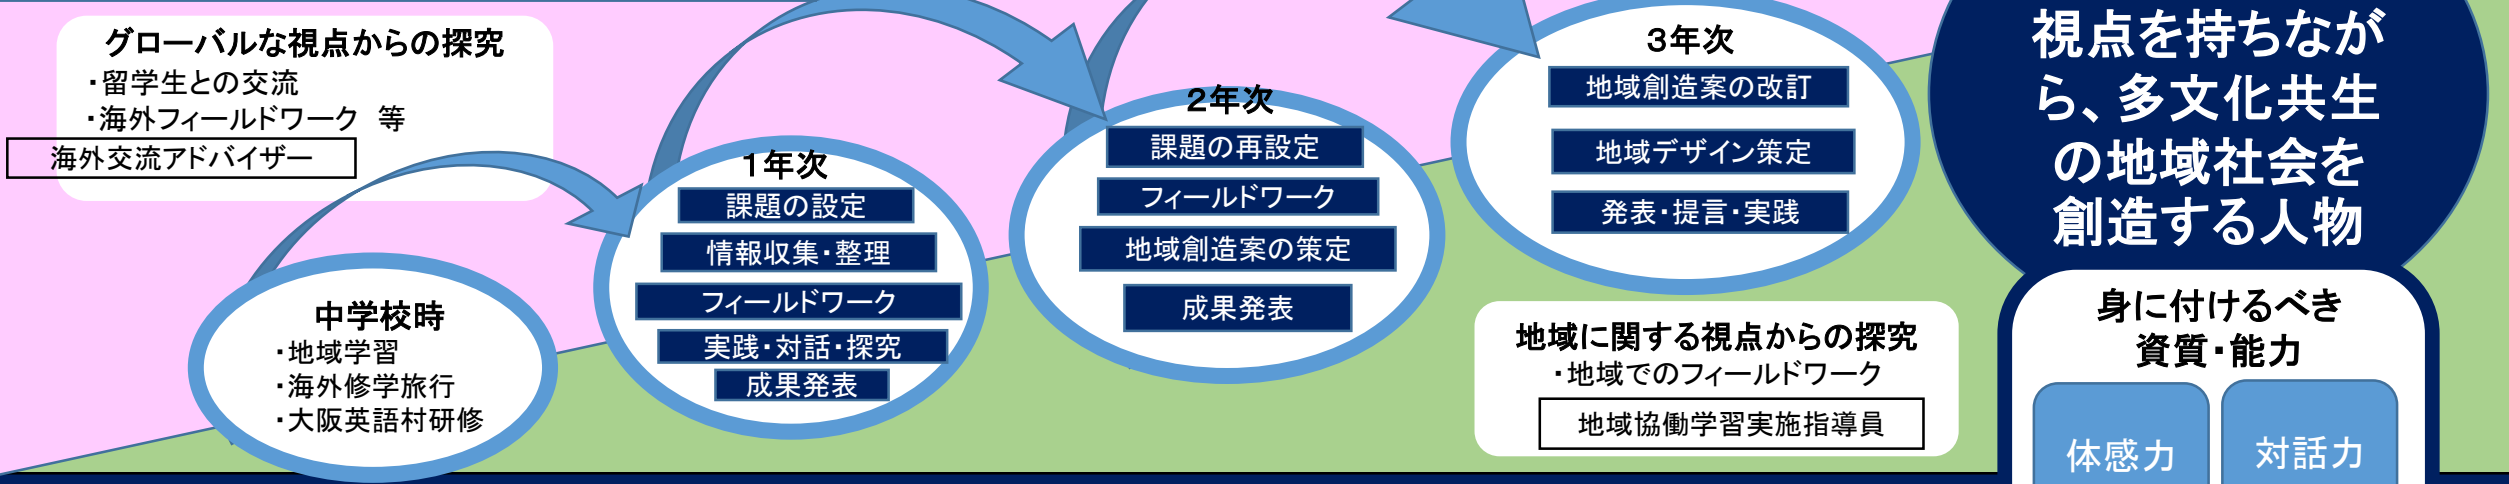 グローバルな視点からの探究
・留学生との交流
・海外フィールドワーク　等
海外交流アドバイザー
中学校時
・地域学習
・海外修学旅行
・大阪英語村研修
１年次
課題の設定
情報収集・整理
フィールドワーク
実践・対話・探究
成果発表
２年次
課題の再設定
フィールドワーク
地域創造案の策定
成果発表
３年次
地域創造案の改訂
地域デザイン策定
発表・提言・実践
地域に関する視点からの探究
・地域でのフィールドワーク
地域協働学習実施指導員
視点を持ちなが
ら、多文化共生
の地域社会を
創造する人物
身に付けるべき
資質・能力
体感力
対話力